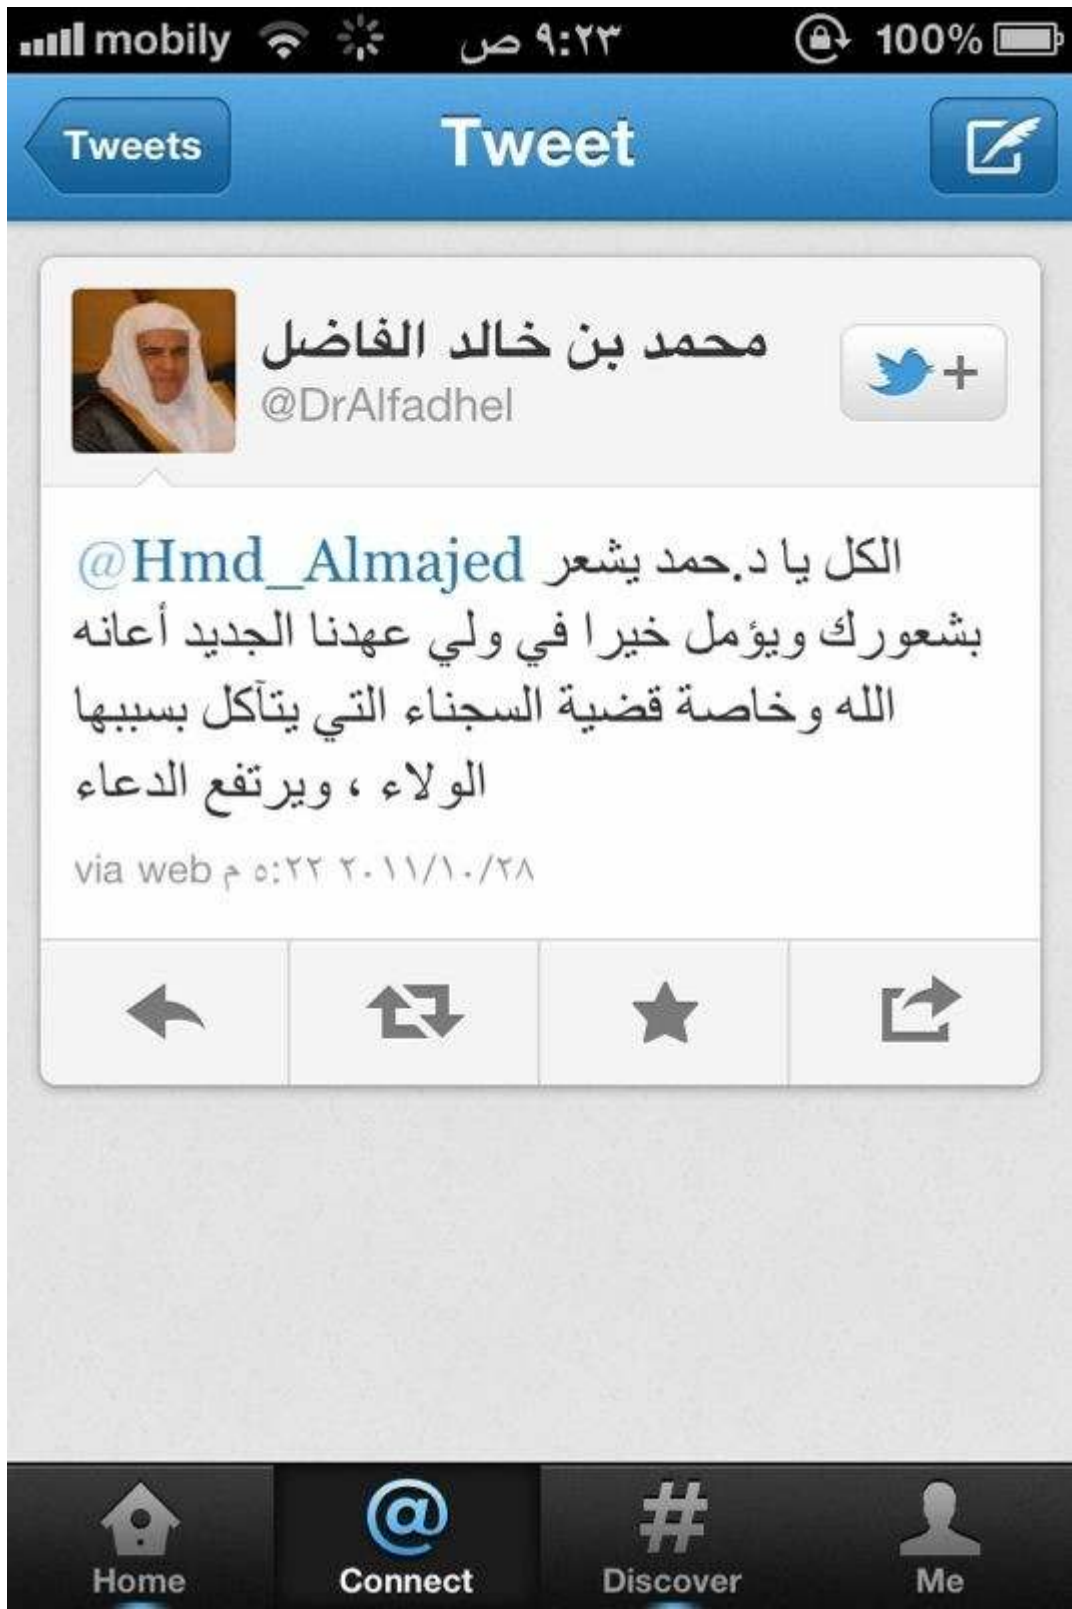 mobily ٩:٢٣ ص 100%
Tweets Tweet
محمد بن خالد الفاضل
@DrAlfadhel
@Hmd_Almajed الكل يا د.حمد يشعر
بشعورك ويؤمل خيرا في ولي عهدنا الجديد أعانه
الله وخاصة قضية السجناء التي يتآكل بسببها
الولاء ، ويرتفع الدعاء
via web ٢٠١١/١٠/٢٨ ٥:٢٢ م
Home Connect Discover Me